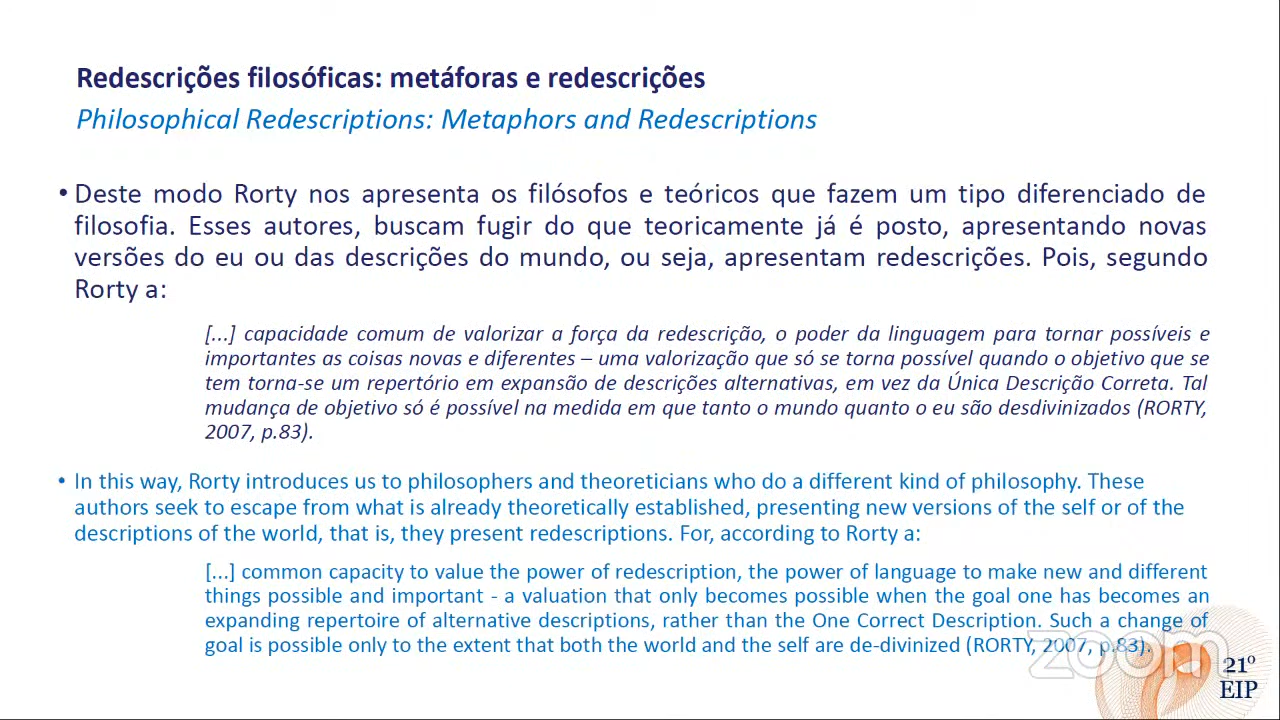 Redescrições filosóficas: metáforas e redescrições
Philosophical Redescriptions: Metaphors and Redescriptions
• Deste modo Rorty nos apresenta os filósofos e teóricos que fazem um tipo diferenciado de
filosofia. Esses autores, buscam fugir do que teoricamente já é posto, apresentando novas
versões do eu ou das descrições do mundo, ou seja, apresentam redescrições. Pois, segundo
Rorty a:
[...] capacidade comum de valorizar a força da redescrição, o poder da linguagem para tornar possíveis e
importantes as coisas novas e diferentes – uma valorização que só se torna possível quando o objetivo que se
tem torna-se um repertório em expansão de descrições alternativas, em vez da Única Descrição Correta. Tal
mudança de objetivo só é possível na medida em que tanto o mundo quanto o eu são desdivinizados (RORTY,
2007, p.83).
• In this way, Rorty introduces us to philosophers and theoreticians who do a different kind of philosophy. These
authors seek to escape from what is already theoretically established, presenting new versions of the self or of the
descriptions of the world, that is, they present redescriptions. For, according to Rorty a:
[...] common capacity to value the power of redescription, the power of language to make new and different
things possible and important - a valuation that only becomes possible when the goal one has becomes an
expanding repertoire of alternative descriptions, rather than the One Correct Description. Such a change of
goal is possible only to the extent that both the world and the self are de-divinized (RORTY, 2007, p.83).
zoom
21º
EIP